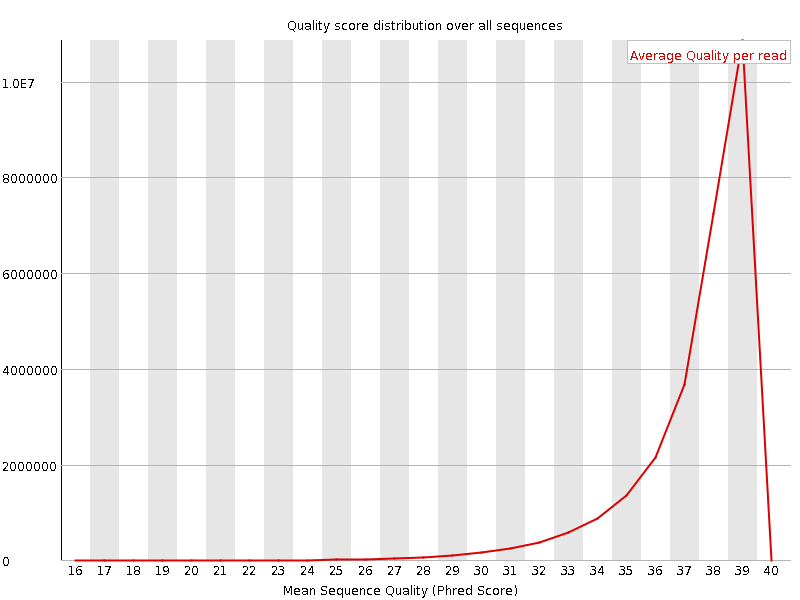 Quality score distribution over all sequences
Average Quality per read
1.0E7
8000000
6000000
4000000
2000000
0
16 17 18 19 20 21 22 23 24 25 26 27 28 29 30 31 32 33 34 35 36 37 38 39 40
Mean Sequence Quality (Phred Score)